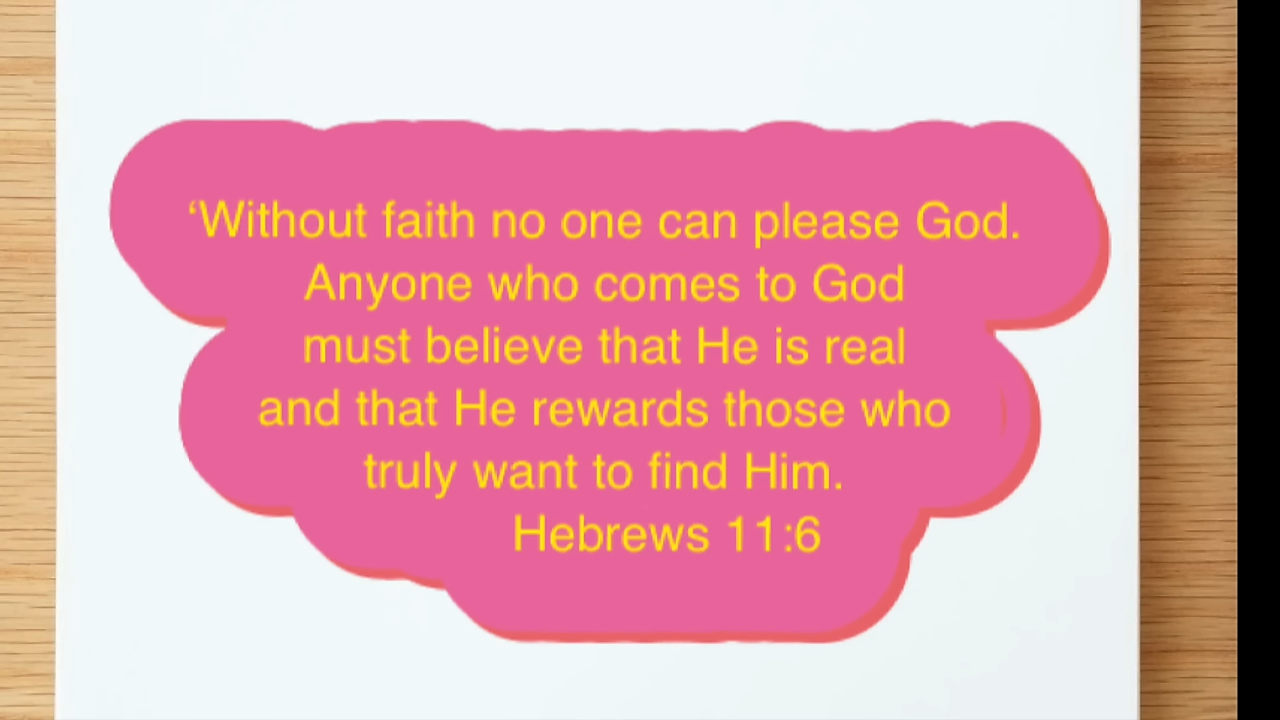 ‘Without faith no one can please God.
Anyone who comes to God
must believe that He is real
and that He rewards those who
truly want to find Him.
Hebrews 11:6